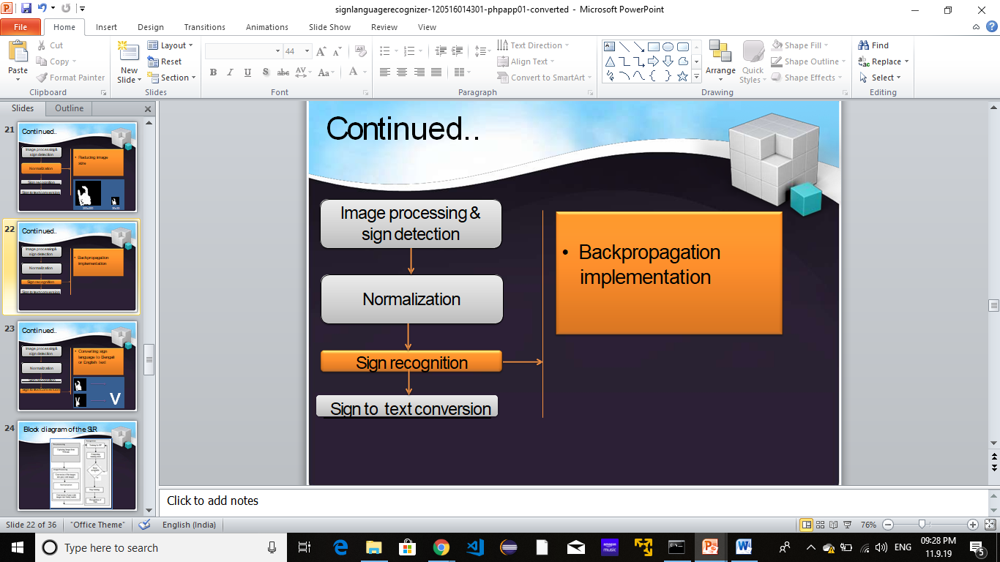 signlanguagerecognizer-120516014301-phpapp01-converted - Microsoft PowerPoint
File Home Insert Design Transitions Animations Slide Show Review View
Paste
Cut
Copy
Format Painter
Clipboard
New
Slide
Layout
Reset
Section
Slides
44
B I U S abc AV Aa A
Font
Text Direction
Align Text
Convert to SmartArt
Paragraph
Arrange
Quick
Styles
Shape Fill
Shape Outline
Shape Effects
Drawing
Find
Replace
Select
Editing
Slides Outline
21
Continued..
Image processing&
sign detection
Normalization
Sign recognition
Sign to text conversion
• Reducing image
size
22
Continued..
Image processing&
sign detection
Normalization
Sign recognition
Sign to text conversion
• Backpropagation
implementation
23
Continued..
Image processing&
sign detection
Normalization
Sign recognition
• Converting sign
language to Bengali
or English text
V
24
Block diagram of the SLR
Continued..
Image processing &
sign detection
Normalization
Sign recognition
Sign to text conversion
• Backpropagation
implementation
Click to add notes
Slide 22 of 36 "Office Theme" English (India) 76%
Type here to search
amazon
music
ENG
09:28 PM
11.9.19
5